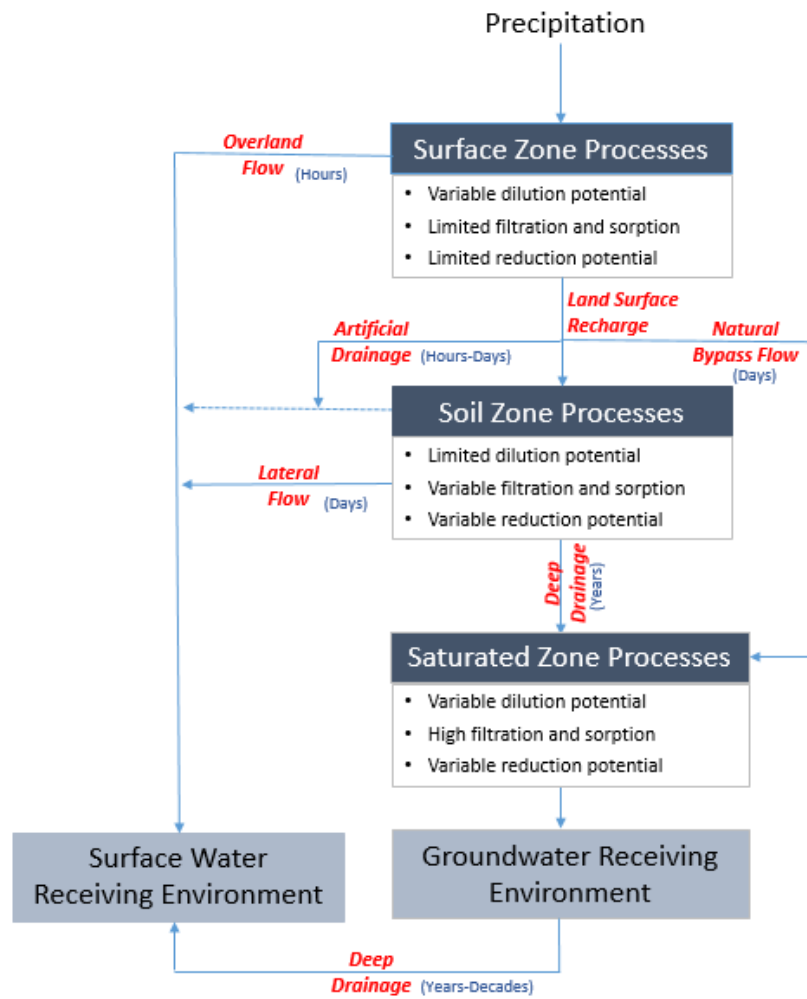 Precipitation
Overland
Flow (Hours)
Surface Zone Processes
• Variable dilution potential
• Limited filtration and sorption
• Limited reduction potential
Land Surface
Recharge
Artificial
Drainage (Hours-Days)
Natural
Bypass Flow
(Days)
Soil Zone Processes
• Limited dilution potential
• Variable filtration and sorption
• Variable reduction potential
Lateral
Flow (Days)
Deep
Drainage
(Years)
Saturated Zone Processes
• Variable dilution potential
• High filtration and sorption
• Variable reduction potential
Surface Water
Receiving Environment
Groundwater Receiving
Environment
Deep
Drainage (Years-Decades)